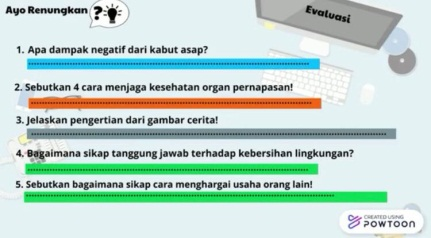 Ayo Renungkan
Evaluasi
1. Apa dampak negatif dari kabut asap?
2. Sebutkan 4 cara menjaga kesehatan organ pernapasan!
3. Jelaskan pengertian dari gambar cerita!
4. Bagaimana sikap tanggung jawab terhadap kebersihan lingkungan?
5. Sebutkan bagaimana sikap cara menghargai usaha orang lain!
CREATED USING
POWTOON